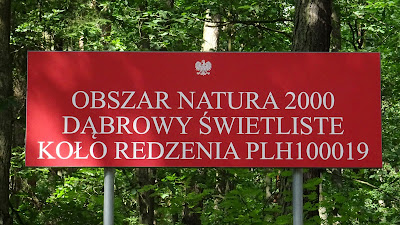 OBSZAR NATURA 2000
DĄBROWY ŚWIETLISTE
KOŁO REDZENIA PLH100019